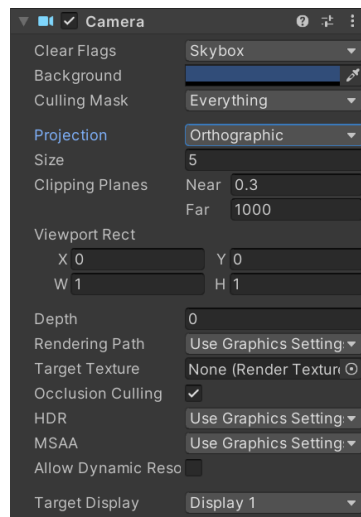 Camera
Clear Flags Skybox
Background
Culling Mask Everything
Projection Orthographic
Size 5
Clipping Planes Near 0.3
Far 1000
Viewport Rect
X 0 Y 0
W 1 H 1
Depth 0
Rendering Path Use Graphics Setting
Target Texture None (Render Texture
Occlusion Culling
HDR Use Graphics Setting
MSAA Use Graphics Setting
Allow Dynamic Reso
Target Display Display 1